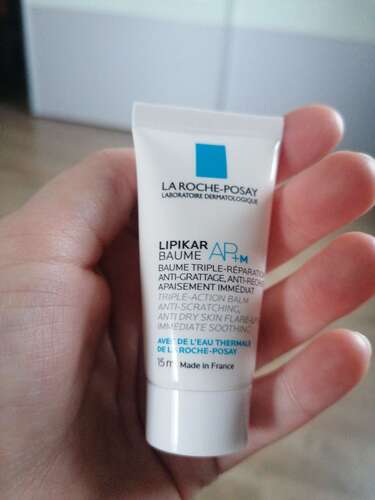 LA ROCHE-POSAY
LABORATOIRE DERMATOLOGIQUE
LIPIKAR
BAUME AP+M
BAUME TRIPLE-RÉPARATION
ANTI-GRATTAGE, ANTI-RECH
APAISEMENT IMMÉDIAT
TRIPLE-ACTION BALM
ANTI-SCRATCHING,
ANTI DRY SKIN FLARE-U
IMMEDIATE SOOTHING
AVEC DE L'EAU THERMALE
DE LA ROCHE-POSAY
15 ml Made in France